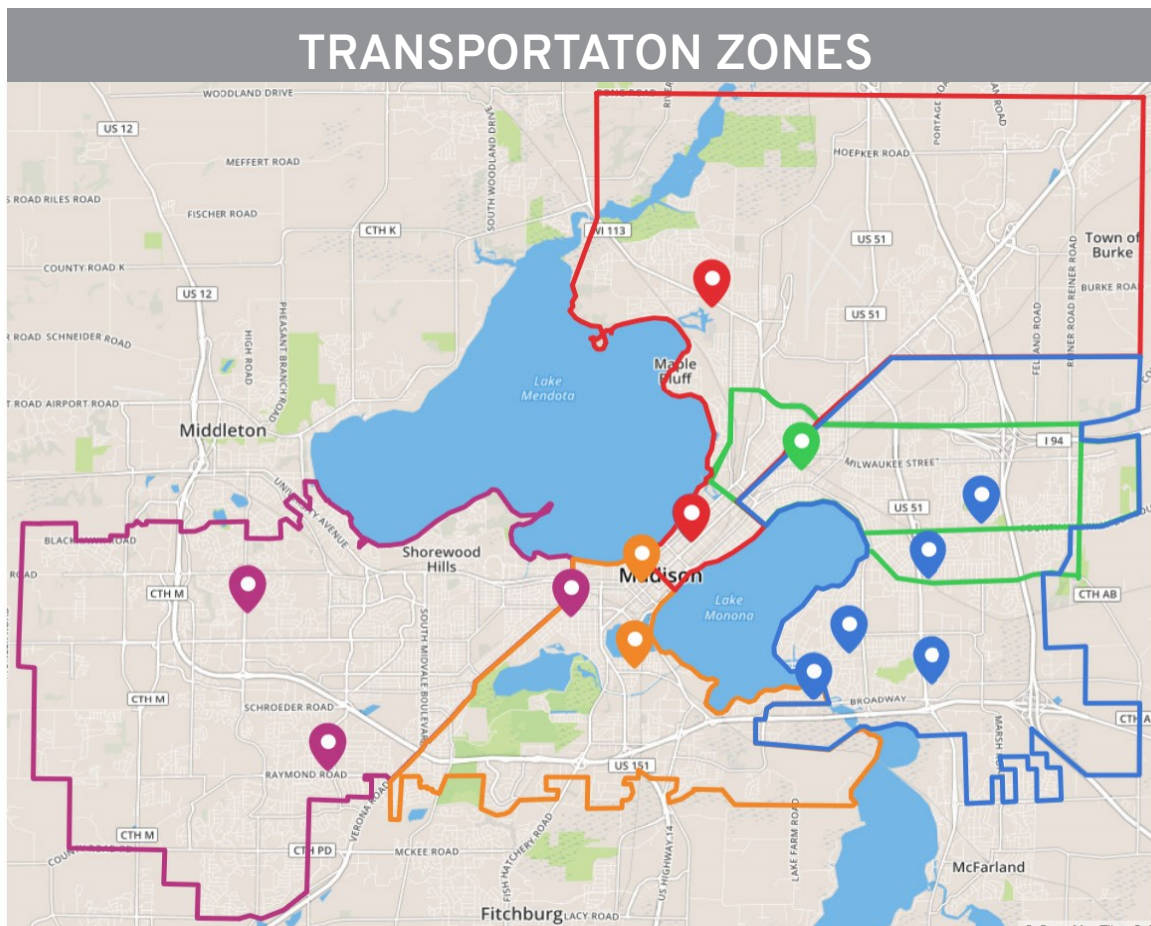 TRANSPORTATON ZONES
WOODLAND DRIVE
US 12
MEFFERT ROAD
SOUTH WOODLAND DRIVE
HOEPKER ROAD
ROAD RILES ROAD
FISCHER ROAD
CTH K
WI 113
US 51
Town of
Burke
COUNTY ROAD K
US 12
BURKE ROAD
REINER ROAD
REINER ROAD
FELLAND ROAD
US 51
ROAD SCHNEIDER ROAD
HIGH ROAD
PHEASANT BRANCH ROAD
Maple
Bluff
Lake
Mendota
ROAD AIRPORT ROAD
Middleton
I 94
MILWAUKEE STREET
UNIVERSITY AVENUE
US 51
COUNTY
Shorewood
Hills
ROAD
Madison
CTH M
Lake
Monona
CTH AB
SOUTH MIDVALE BOULEVARD
CTH M
SCHROEDER ROAD
BROADWAY
MARSH
US 151
RAYMOND ROAD
VERONA ROAD
CTH M
CTH PD
MCKEE ROAD
FISH HATCHERY ROAD
US HIGHWAY 14
LAKE FARM ROAD
McFarland
Fitchburg
LACY ROAD